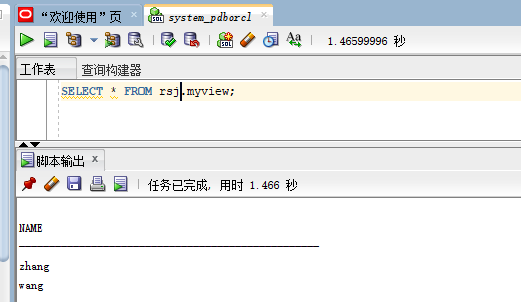 “欢迎使用”页 × system_pdborcl ×
1.46599996 秒
工作表 查询构建器
SELECT * FROM rsj.myview;
脚本输出 ×
任务已完成, 用时 1.466 秒
NAME
zhang
wang